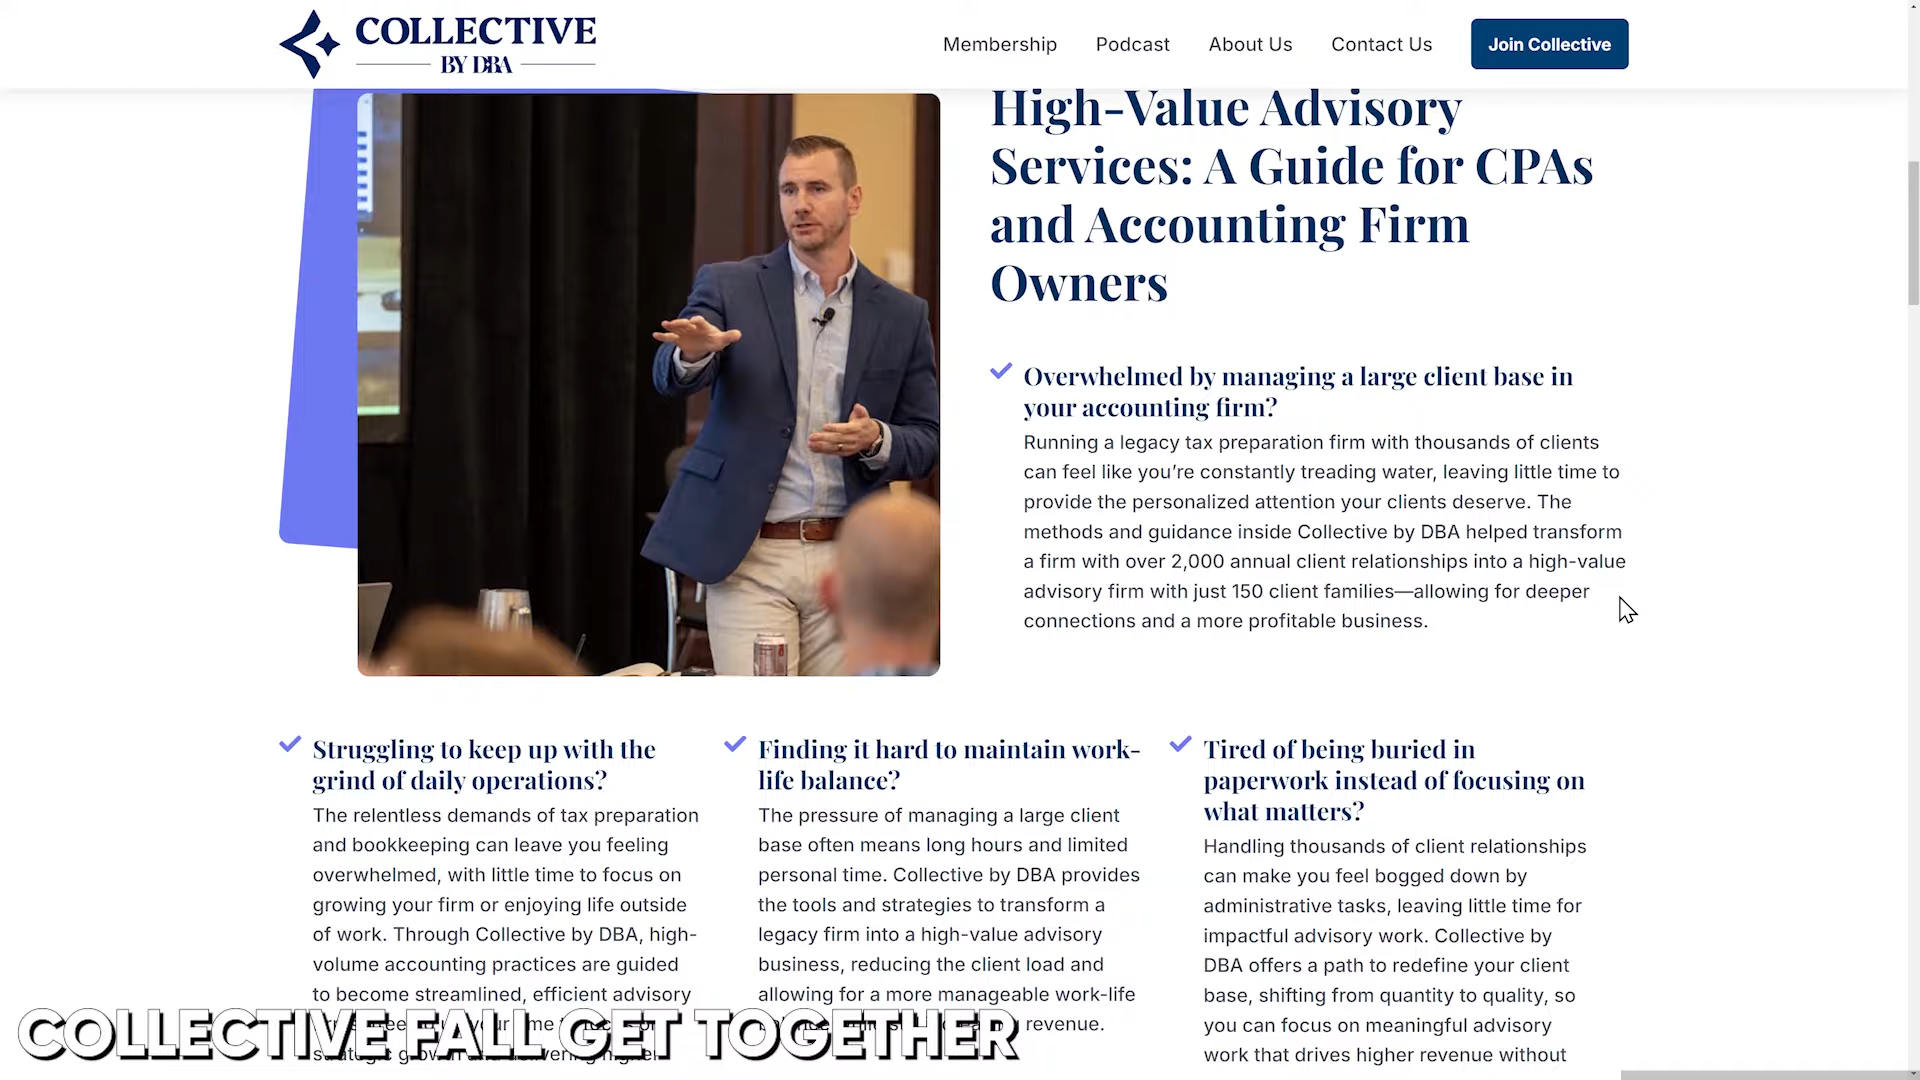 COLLECTIVE
BY DBA
Membership
Podcast
About Us
Contact Us
Join Collective
High-Value Advisory
Services: A Guide for CPAs
and Accounting Firm
Owners
Overwhelmed by managing a large client base in
your accounting firm?
Running a legacy tax preparation firm with thousands of clients
can feel like you're constantly treading water, leaving little time to
provide the personalized attention your clients deserve. The
methods and guidance inside Collective by DBA helped transform
a firm with over 2,000 annual client relationships into a high-value
advisory firm with just 150 client families—allowing for deeper
connections and a more profitable business.
Struggling to keep up with the
grind of daily operations?
The relentless demands of tax preparation
and bookkeeping can leave you feeling
overwhelmed, with little time to focus on
growing your firm or enjoying life outside
of work. Through Collective by DBA, high-
volume accounting practices are guided
to become streamlined, efficient advisory
Finding it hard to maintain work-
life balance?
The pressure of managing a large client
base often means long hours and limited
personal time. Collective by DBA provides
the tools and strategies to transform a
legacy firm into a high-value advisory
business, reducing the client load and
allowing for a more manageable work-life
revenue.
Tired of being buried in
paperwork instead of focusing on
what matters?
Handling thousands of client relationships
can make you feel bogged down by
administrative tasks, leaving little time for
impactful advisory work. Collective by
DBA offers a path to redefine your client
base, shifting from quantity to quality, so
you can focus on meaningful advisory
work that drives higher revenue without
COLLECTIVE FALL GET TOGETHER